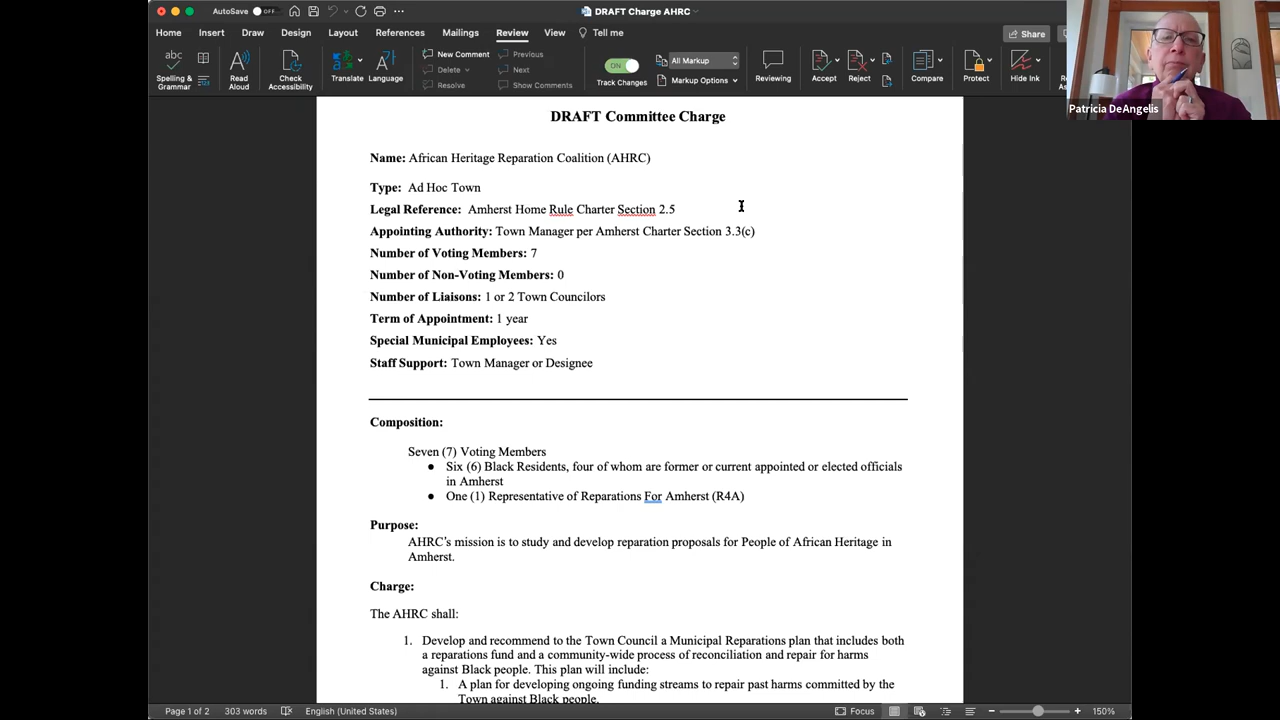 AutoSave OFF DRAFT Charge AHRC
Home Insert Draw Design Layout References Mailings Review View Tell me Share
abc
Spelling & Grammar
Read Aloud
Check Accessibility
Translate
Language
New Comment
Delete
Resolve
Previous
Next
Show Comments
ON
Track Changes
All Markup
Markup Options
Reviewing
Accept
Reject
Compare
Protect
Hide Ink
Patricia DeAngelis
DRAFT Committee Charge
Name: African Heritage Reparation Coalition (AHRC)
Type: Ad Hoc Town
Legal Reference: Amherst Home Rule Charter Section 2.5
Appointing Authority: Town Manager per Amherst Charter Section 3.3(c)
Number of Voting Members: 7
Number of Non-Voting Members: 0
Number of Liaisons: 1 or 2 Town Councilors
Term of Appointment: 1 year
Special Municipal Employees: Yes
Staff Support: Town Manager or Designee
Composition:
Seven (7) Voting Members
● Six (6) Black Residents, four of whom are former or current appointed or elected officials
in Amherst
● One (1) Representative of Reparations For Amherst (R4A)
Purpose:
AHRC's mission is to study and develop reparation proposals for People of African Heritage in
Amherst.
Charge:
The AHRC shall:
1. Develop and recommend to the Town Council a Municipal Reparations plan that includes both
a reparations fund and a community-wide process of reconciliation and repair for harms
against Black people. This plan will include:
1. A plan for developing ongoing funding streams to repair past harms committed by the
Town against Black people.
Page 1 of 2 303 words English (United States) Focus 150%